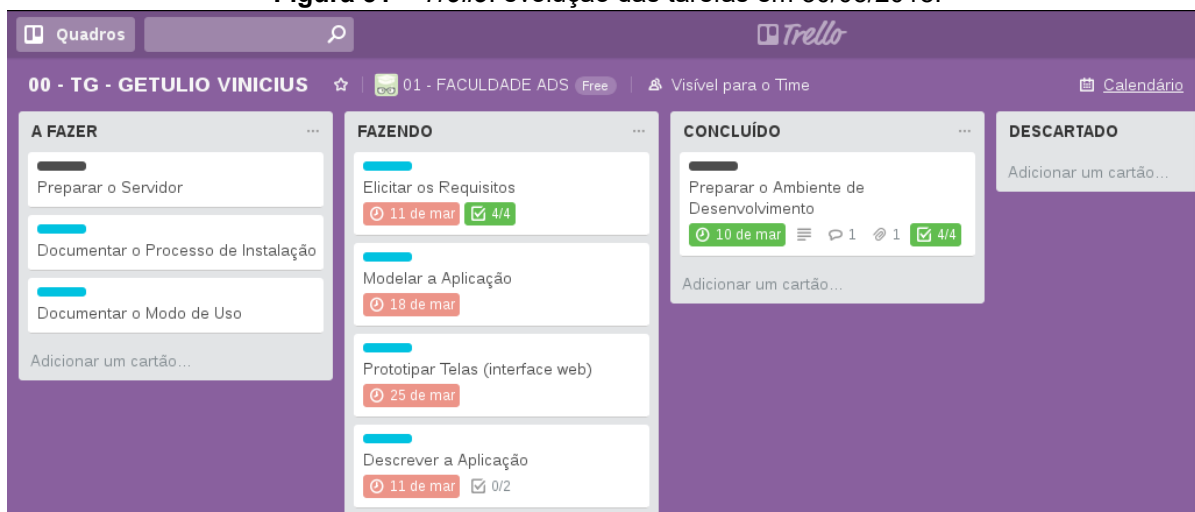 Quadros
Trello
00 - TG - GETULIO VINICIUS
01 - FACULDADE ADS
Free
Visível para o Time
Calendário
A FAZER
Preparar o Servidor
Documentar o Processo de Instalação
Documentar o Modo de Uso
Adicionar um cartão...
FAZENDO
Elicitar os Requisitos
11 de mar 4/4
Modelar a Aplicação
18 de mar
Prototipar Telas (interface web)
25 de mar
Descrever a Aplicação
11 de mar 0/2
CONCLUÍDO
Preparar o Ambiente de
Desenvolvimento
10 de mar 1 1 4/4
Adicionar um cartão...
DESCARTADO
Adicionar um cartão...